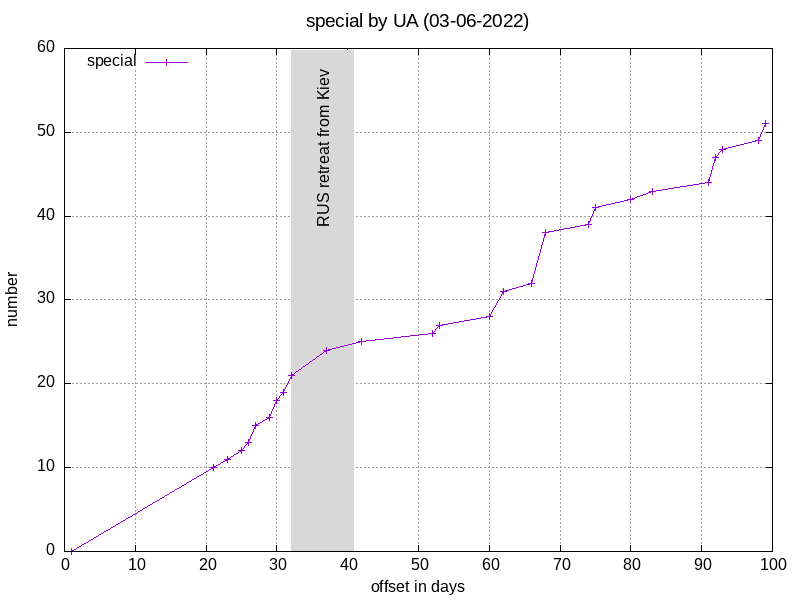 special by UA (03-06-2022)
60
50
40
30
20
10
0
number
special
RUS retreat from Kiev
0 10 20 30 40 50 60 70 80 90 100
offset in days